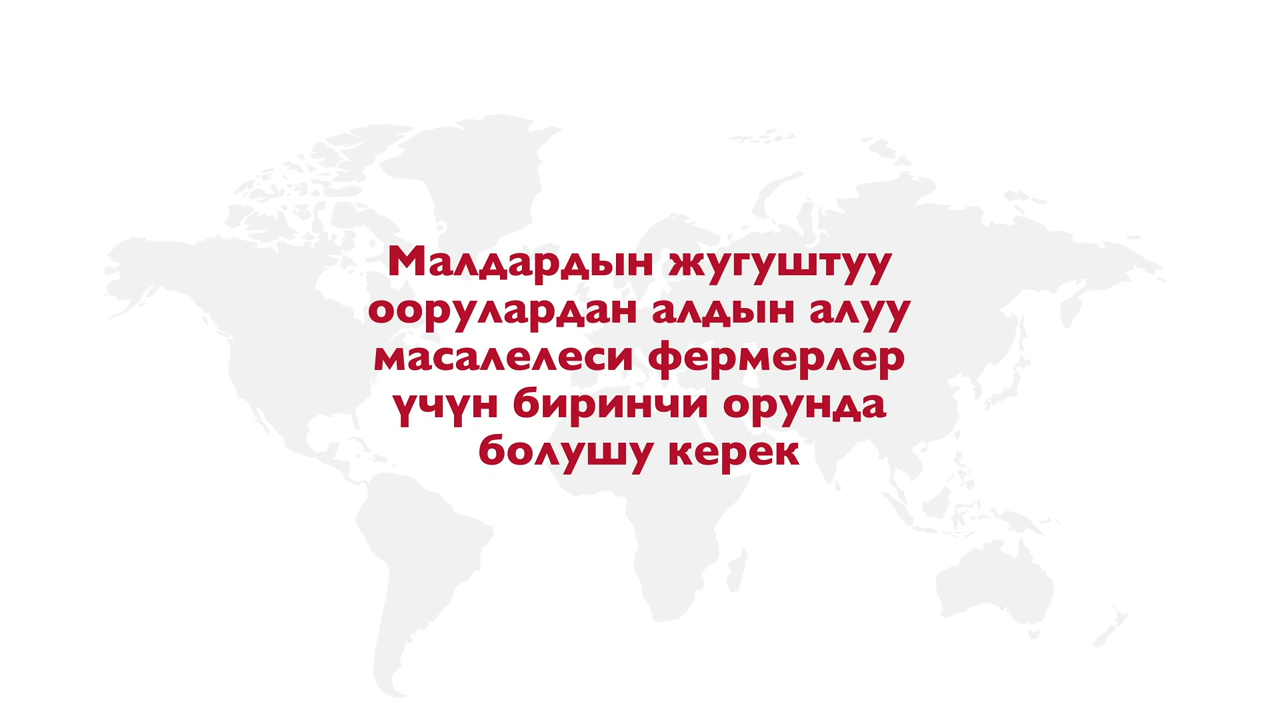 Малдардын жугуштуу
оорулардан алдын алуу
масалелеси фермерлер
үчүн биринчи орунда
болушу керек